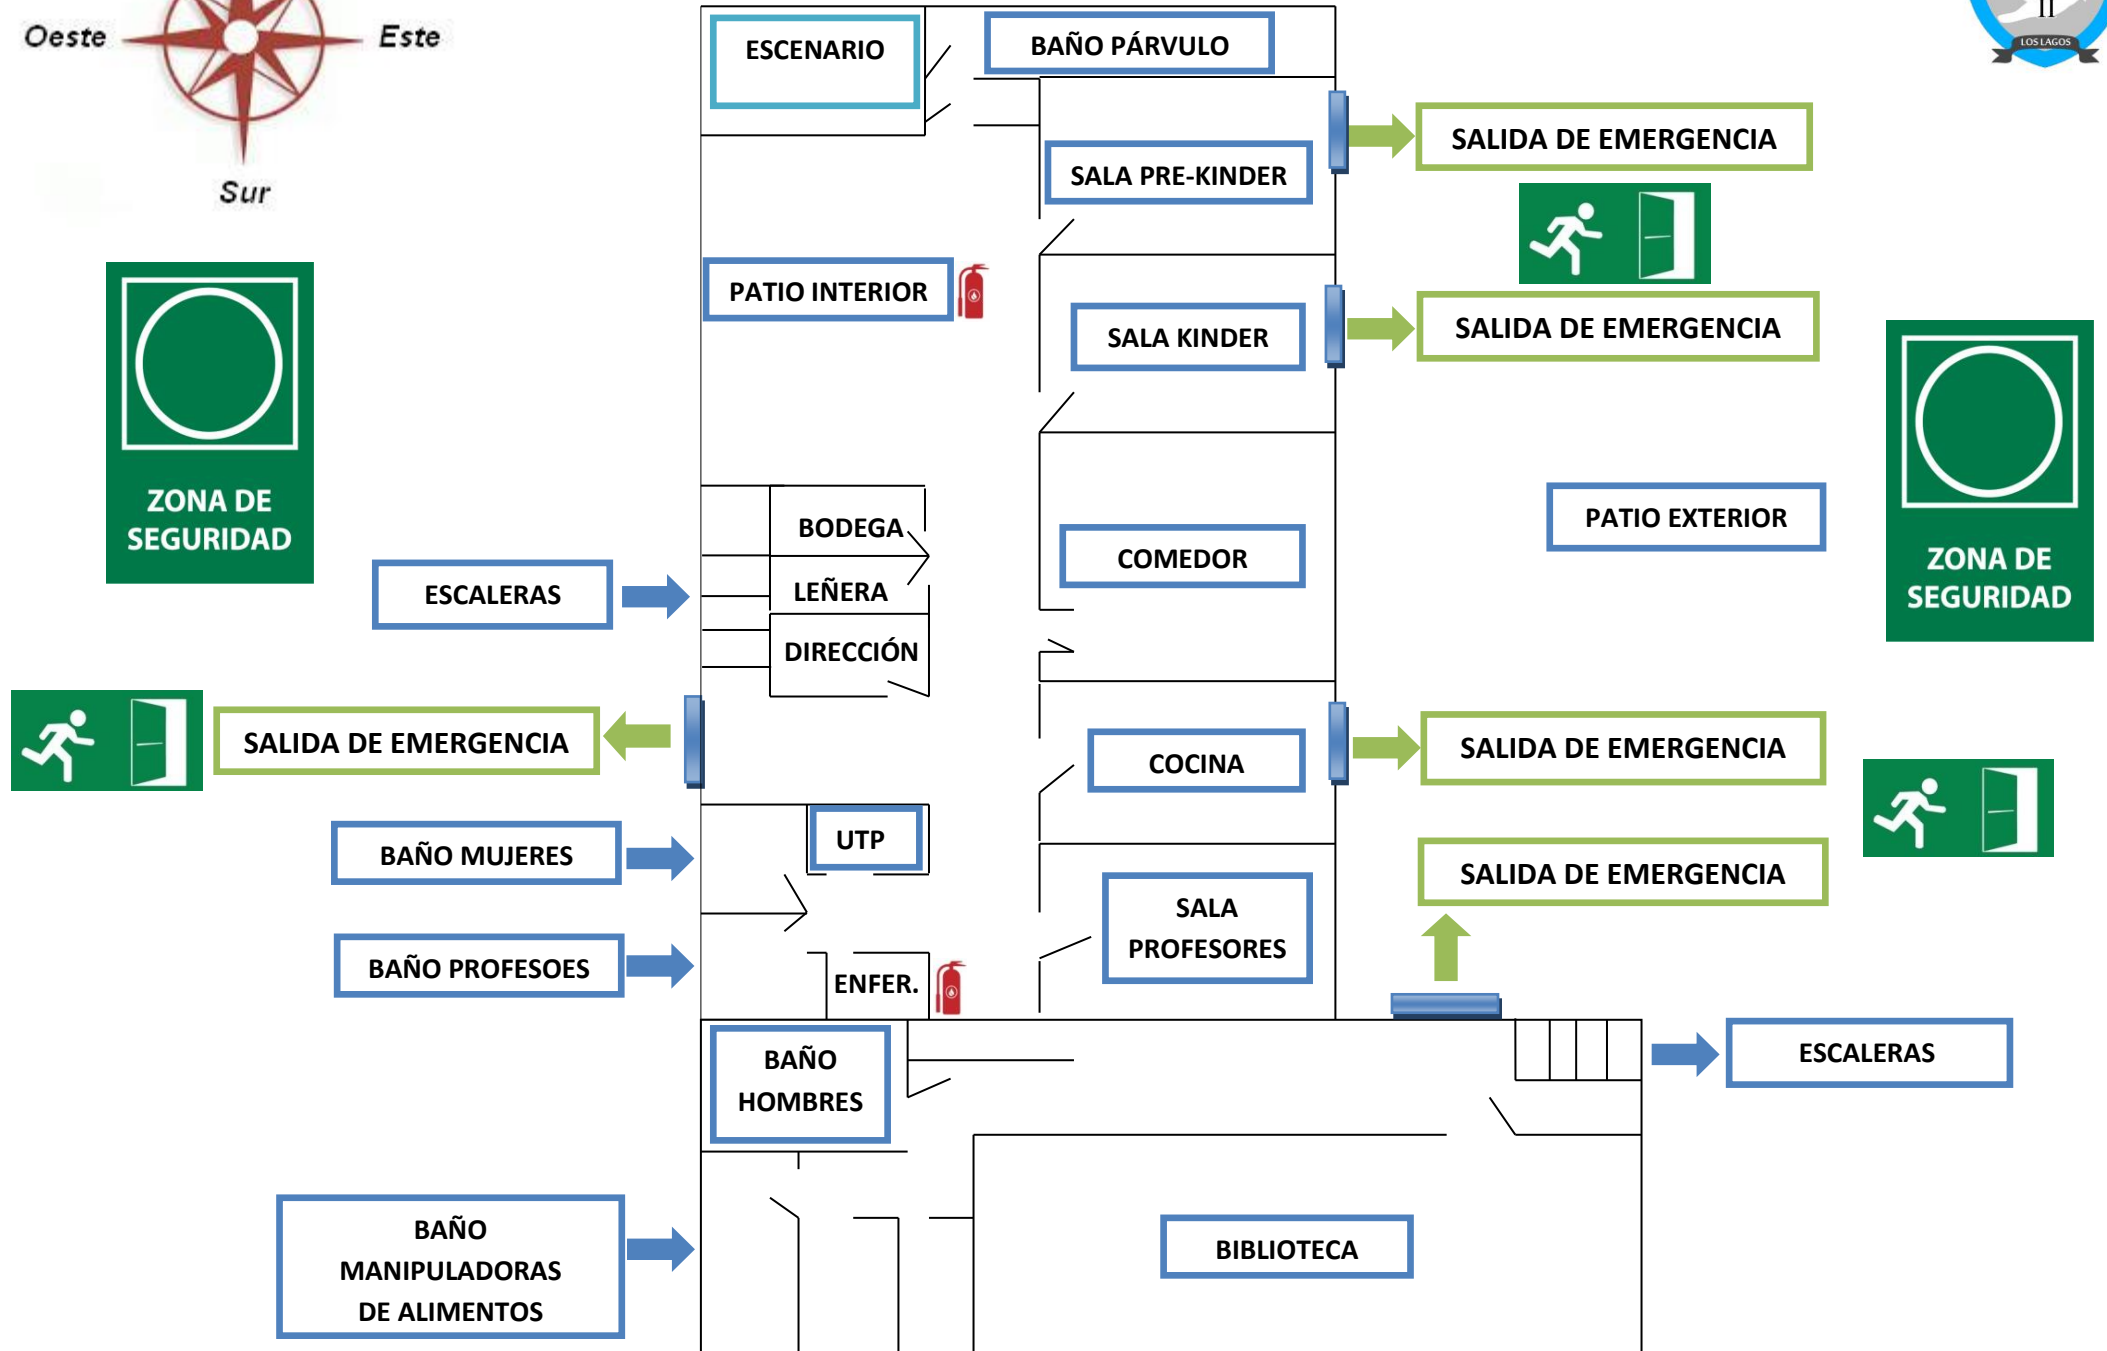 II
LOS LAGOS
Oeste
Este
Sur
ESCENARIO
BAÑO PÁRVULO
SALIDA DE EMERGENCIA
SALA PRE-KINDER
PATIO INTERIOR
SALA KINDER
SALIDA DE EMERGENCIA
ZONA DE
SEGURIDAD
BODEGA
LEÑERA
DIRECCIÓN
ESCALERAS
COMEDOR
PATIO EXTERIOR
ZONA DE
SEGURIDAD
SALIDA DE EMERGENCIA
COCINA
SALIDA DE EMERGENCIA
BAÑO MUJERES
UTP
SALIDA DE EMERGENCIA
SALA
PROFESORES
BAÑO PROFESOES
ENFER.
BAÑO
HOMBRES
ESCALERAS
BAÑO
MANIPULADORAS
DE ALIMENTOS
BIBLIOTECA